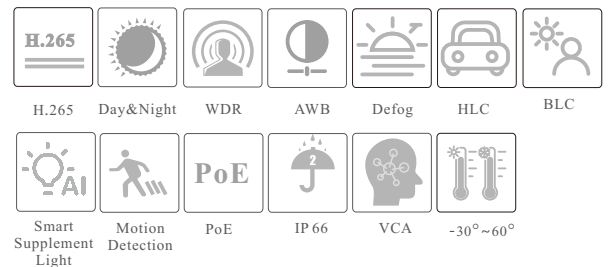 H.265
H.265 Day&Night WDR AWB Defog HLC BLC
AI PoE 2
Smart Supplement Light
Motion Detection
PoE
IP 66
VCA
-30°~60°